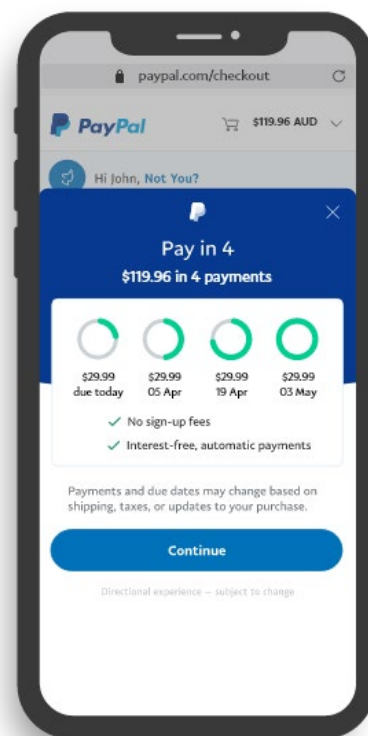 paypal.com/checkout
PayPal $119.96 AUD
Hi John, Not You?
Pay in 4
$119.96 in 4 payments
$29.99 $29.99 $29.99 $29.99
due today 05 Apr 19 Apr 03 May
No sign-up fees
Interest-free, automatic payments
Payments and due dates may change based on
shipping, taxes, or updates to your purchase.
Continue
Directional experience — subject to change